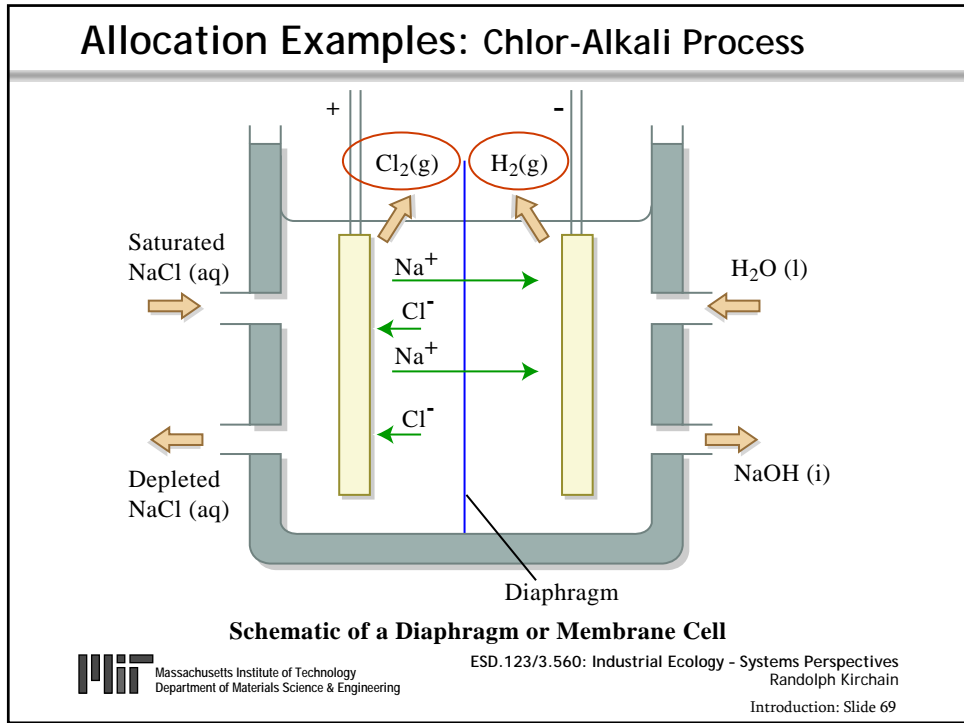 Allocation Examples: Chlor-Alkali Process
+
-
Cl₂(g)
H₂(g)
Saturated
NaCl (aq)
Na⁺
H₂O (l)
Cl⁻
Na⁺
Cl⁻
Depleted
NaCl (aq)
NaOH (i)
Diaphragm
Schematic of a Diaphragm or Membrane Cell
MIT
Massachusetts Institute of Technology
Department of Materials Science & Engineering
ESD.123/3.560: Industrial Ecology - Systems Perspectives
Randolph Kirchain
Introduction: Slide 69